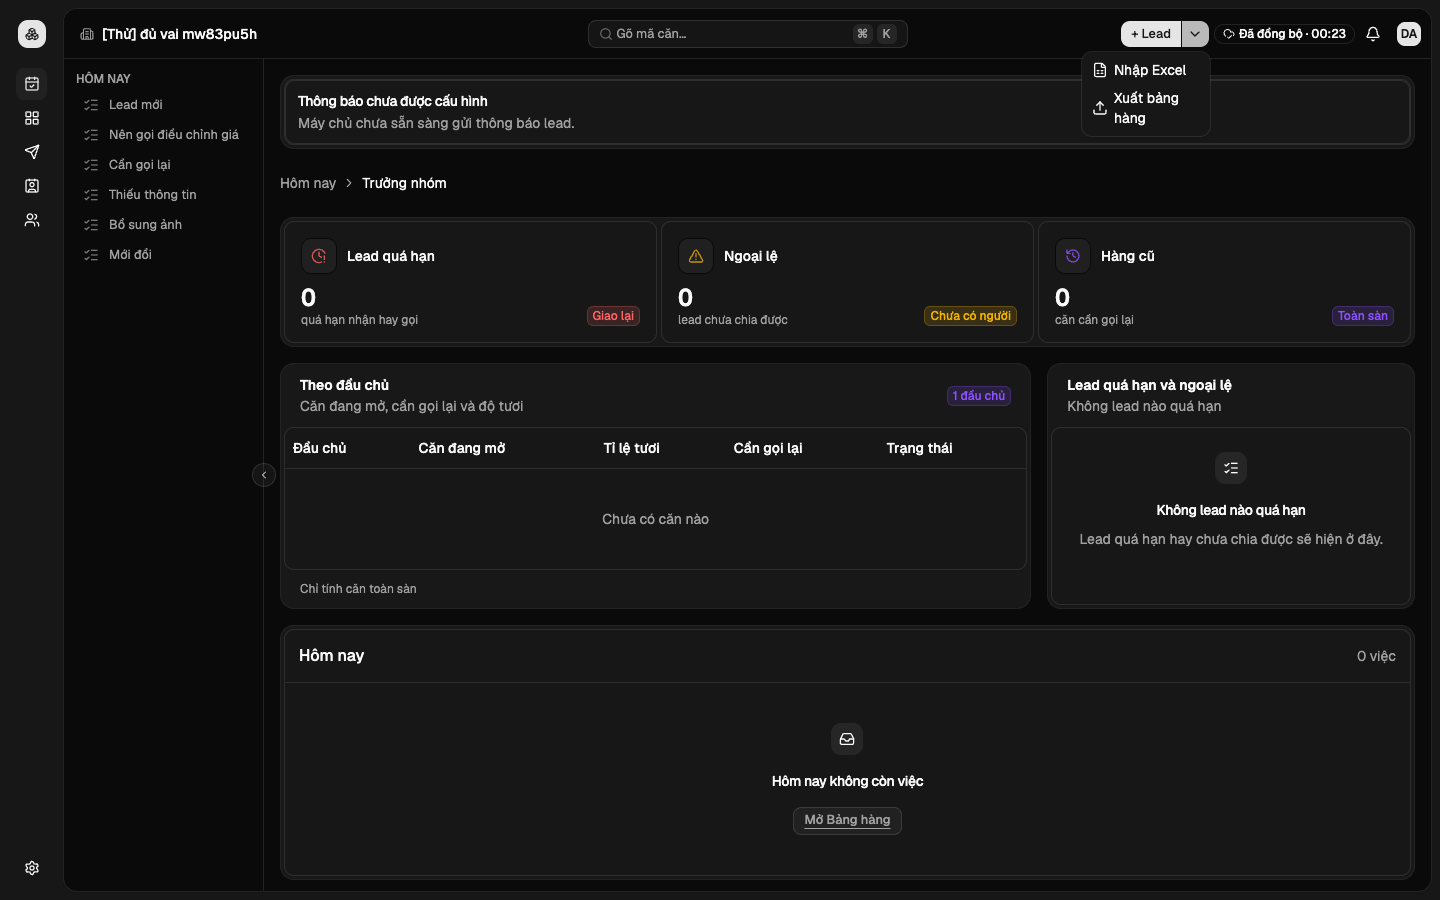 [Thử] đủ vai mw83pu5h
Gõ mã căn...
⌘ K
+ Lead
Đã đồng bộ · 00:23
DA
Nhập Excel
Xuất bảng
hàng
HÔM NAY
Lead mới
Nên gọi điều chỉnh giá
Cần gọi lại
Thiếu thông tin
Bổ sung ảnh
Mới đổi
Thông báo chưa được cấu hình
Máy chủ chưa sẵn sàng gửi thông báo lead.
Hôm nay > Trưởng nhóm
Lead quá hạn
0
quá hạn nhận hay gọi
Giao lại
Ngoại lệ
0
lead chưa chia được
Chưa có người
Hàng cũ
0
căn cần gọi lại
Toàn sàn
Theo đầu chủ
Căn đang mở, cần gọi lại và độ tươi
1 đầu chủ
Đầu chủ Căn đang mở Tỉ lệ tươi Cần gọi lại Trạng thái
Chưa có căn nào
Chỉ tính căn toàn sàn
Lead quá hạn và ngoại lệ
Không lead nào quá hạn
Không lead nào quá hạn
Lead quá hạn hay chưa chia được sẽ hiện ở đây.
Hôm nay
0 việc
Hôm nay không còn việc
Mở Bảng hàng